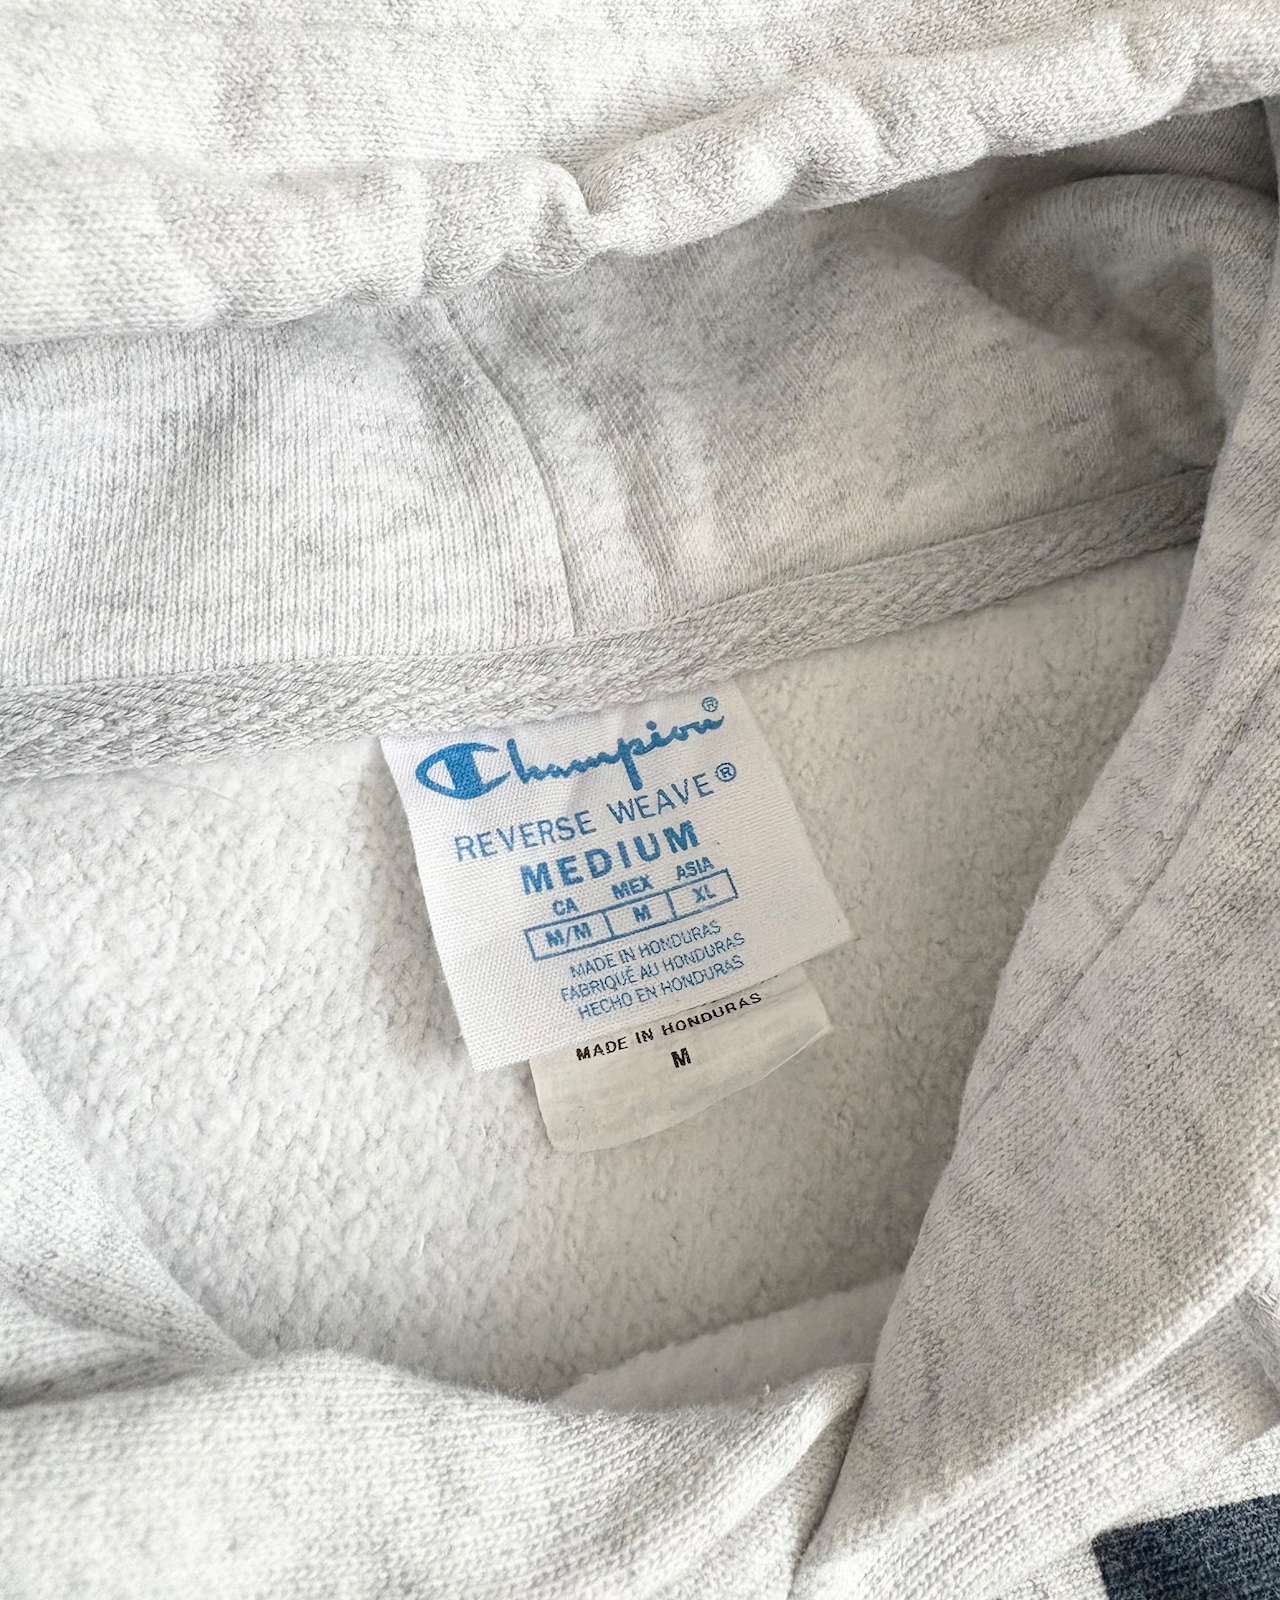 Champion®
REVERSE WEAVE®
MEDIUM
CA MEX ASIA
M/M M XL
MADE IN HONDURAS
FABRIQUÉ AU HONDURAS
HECHO EN HONDURAS
MADE IN HONDURAS
M